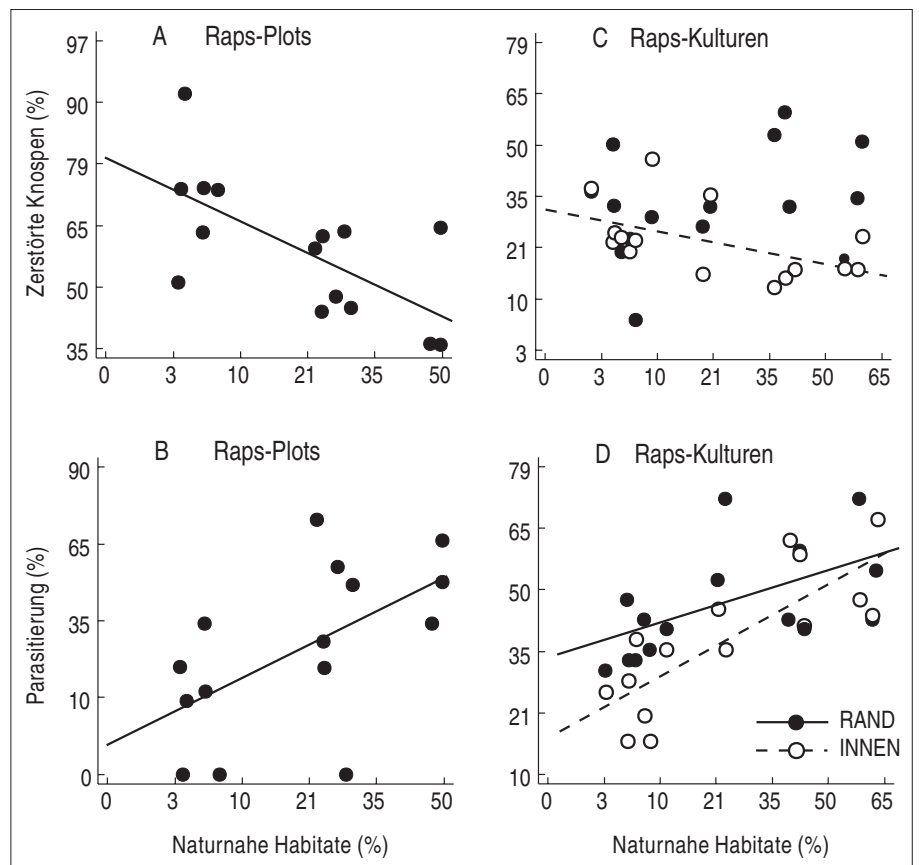 A Raps-Plots
Zerstörte Knospen (%)
97
90
79
65
50
35
0 3 10 21 35 50
C Raps-Kulturen
79
65
50
35
21
10
3
0 3 10 21 35 50 65
B Raps-Plots
Parasitierung (%)
90
65
35
10
0
0 3 10 21 35 50
Naturnahe Habitate (%)
D Raps-Kulturen
79
65
50
35
21
10
RAND
INNEN
0 3 10 21 35 50 65
Naturnahe Habitate (%)